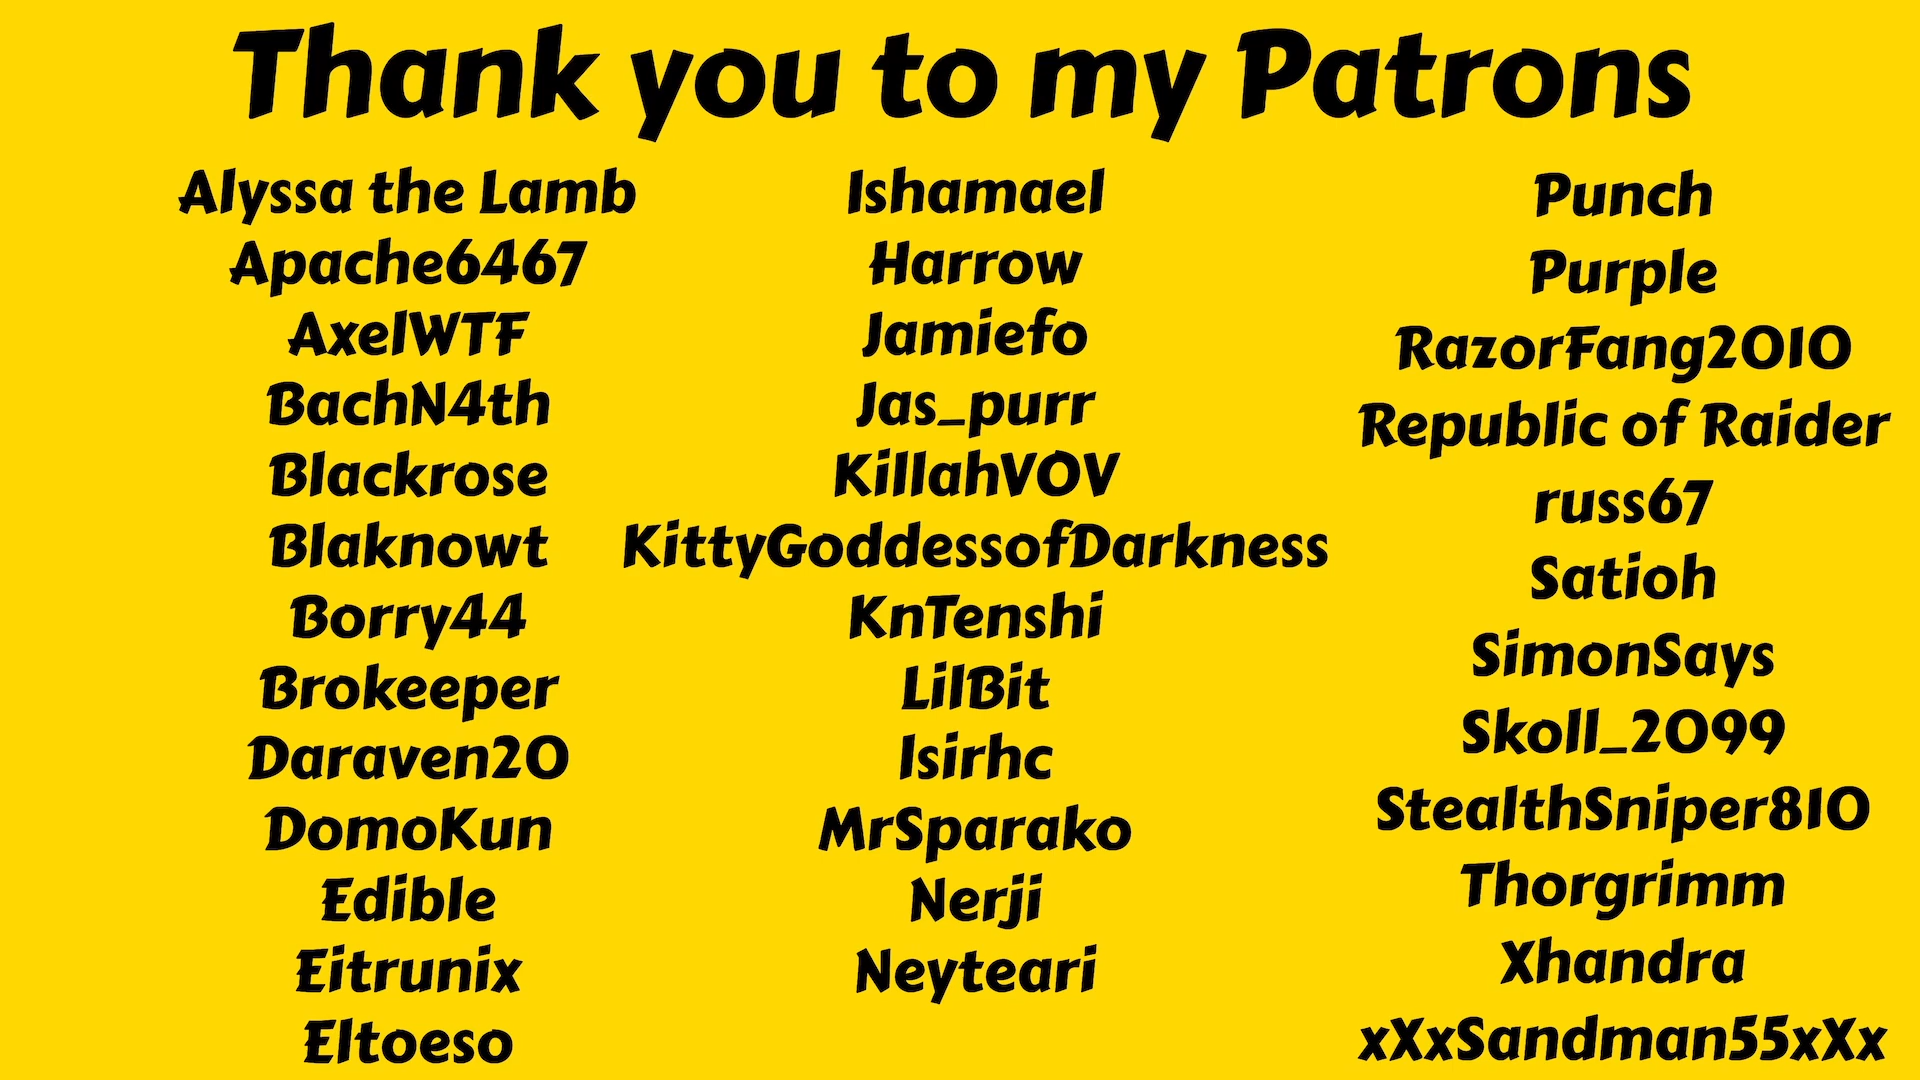 Thank you to my Patrons
Alyssa the Lamb
Apache6467
AxelWTF
BachN4th
Blackrose
Blaknowt
Borry44
Brokeeper
Daraven20
DomoKun
Edible
Eitrunix
Eltoeso
Ishamael
Harrow
Jamiefo
Jas_purr
KillahVOV
KittyGoddessofDarkness
KnTenshi
LilBit
lsirhc
MrSparako
Nerji
Neyteari
Punch
Purple
RazorFang2010
Republic of Raider
russ67
Satioh
SimonSays
Skoll_2099
StealthSniper810
Thorgrimm
Xhandra
xXxSandman55xXx